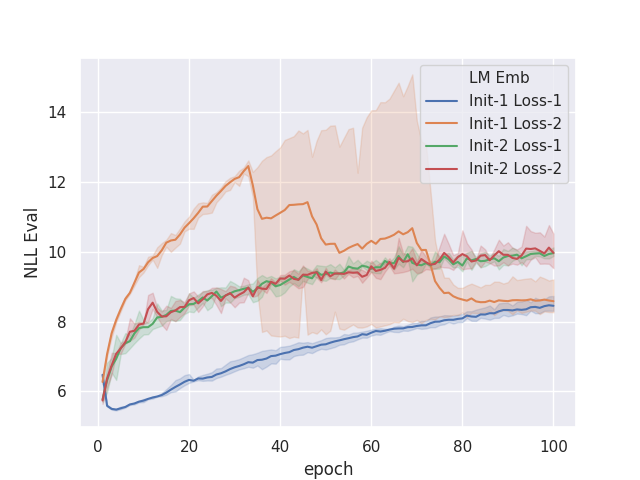 LM Emb
Init-1 Loss-1
Init-1 Loss-2
Init-2 Loss-1
Init-2 Loss-2
14
12
10
8
6
NLL Eval
0
20
40
60
80
100
epoch